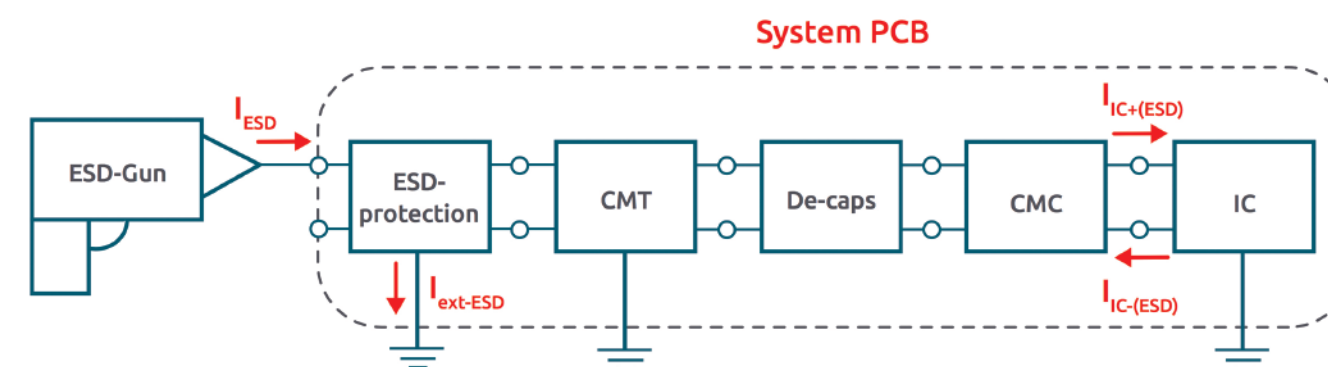 System PCB
I_ESD
I_IC+(ESD)
ESD-Gun
ESD-
protection
CMT
De-caps
CMC
IC
I_ext-ESD
I_IC-(ESD)